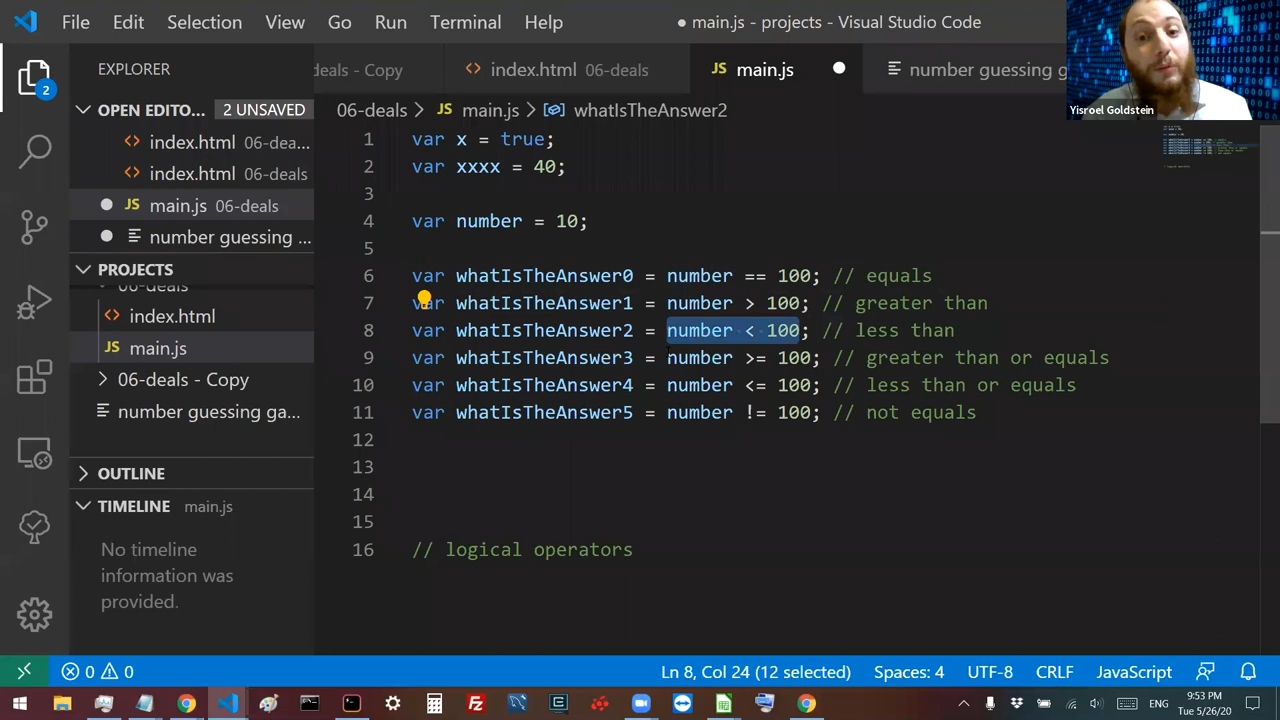 File Edit Selection View Go Run Terminal Help
● main.js - projects - Visual Studio Code
EXPLORER
deals - Copy
index.html 06-deals
JS main.js
number guessing g
Yisroel Goldstein
OPEN EDITO... 2 UNSAVED
index.html 06-dea...
index.html 06-deals
JS main.js 06-deals
number guessing ...
PROJECTS
06-deals
index.html
JS main.js
06-deals - Copy
number guessing ga...
OUTLINE
TIMELINE main.js
No timeline
information was
provided.
2
06-deals > JS main.js > whatIsTheAnswer2
1 var x = true;
2 var xxxx = 40;
3
4 var number = 10;
5
6 var whatIsTheAnswer0 = number == 100; // equals
7 var whatIsTheAnswer1 = number > 100; // greater than
8 var whatIsTheAnswer2 = number < 100; // less than
9 var whatIsTheAnswer3 = number >= 100; // greater than or equals
10 var whatIsTheAnswer4 = number <= 100; // less than or equals
11 var whatIsTheAnswer5 = number != 100; // not equals
12
13
14
15
16 // logical operators
0 0 Ln 8, Col 24 (12 selected) Spaces: 4 UTF-8 CRLF JavaScript
ENG
9:53 PM
Tue 5/26/20